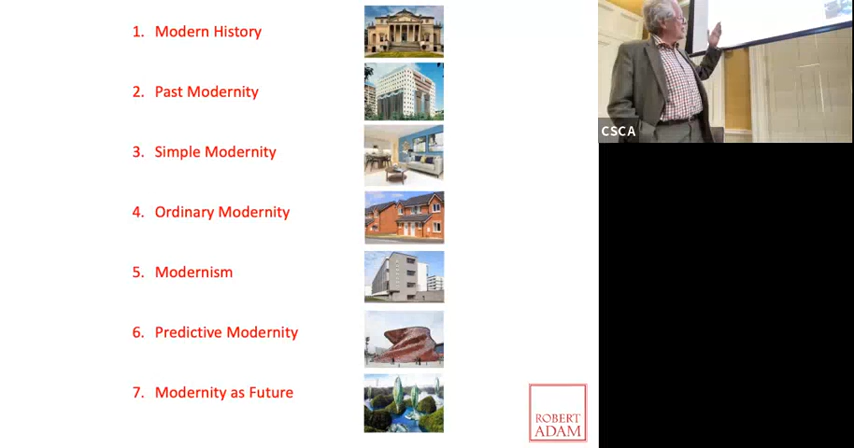 1. Modern History
2. Past Modernity
3. Simple Modernity
4. Ordinary Modernity
5. Modernism
6. Predictive Modernity
7. Modernity as Future
CSCA
ROBERT
ADAM